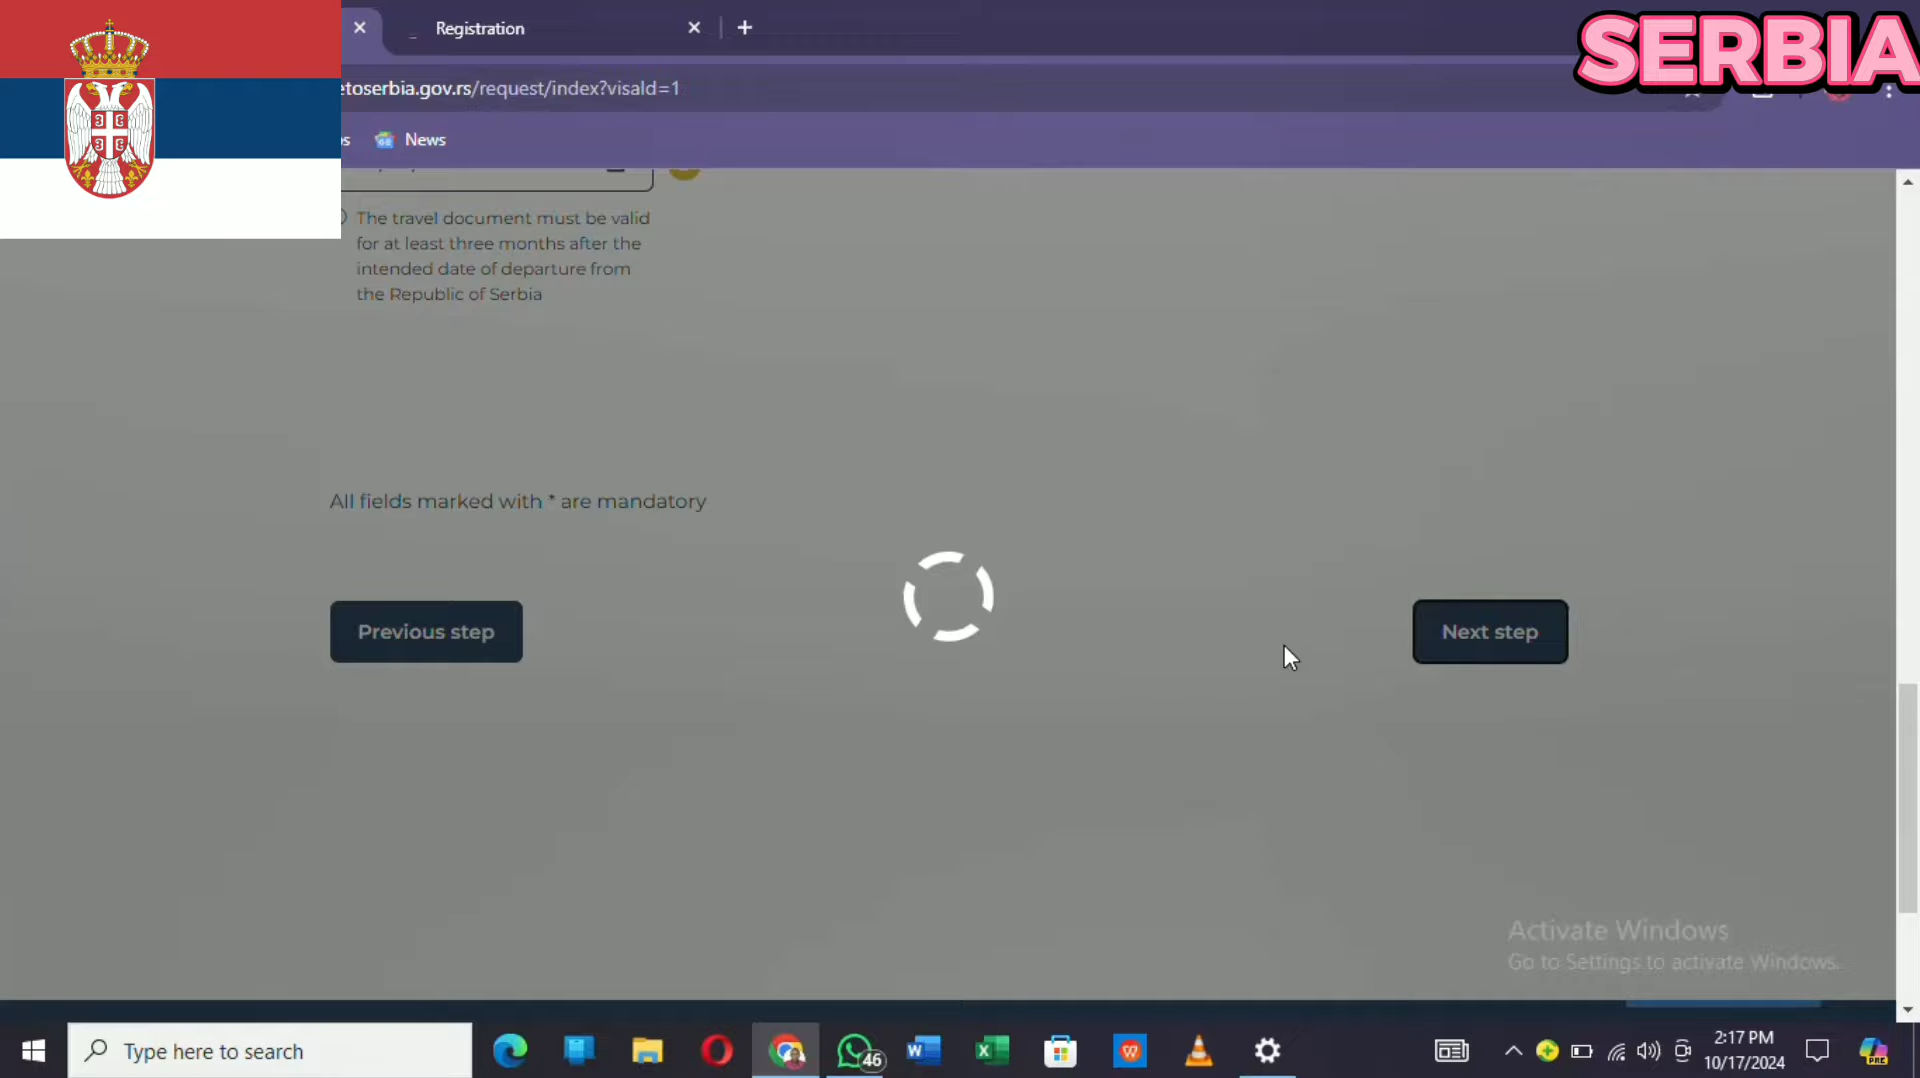 SERBIA
Registration
etoserbia.gov.rs/request/index?visaId=1
News
The travel document must be valid
for at least three months after the
intended date of departure from
the Republic of Serbia
All fields marked with * are mandatory
Previous step
Next step
Activate Windows
Go to Settings to activate Windows.
Type here to search
46
2:17 PM
10/17/2024
PRE